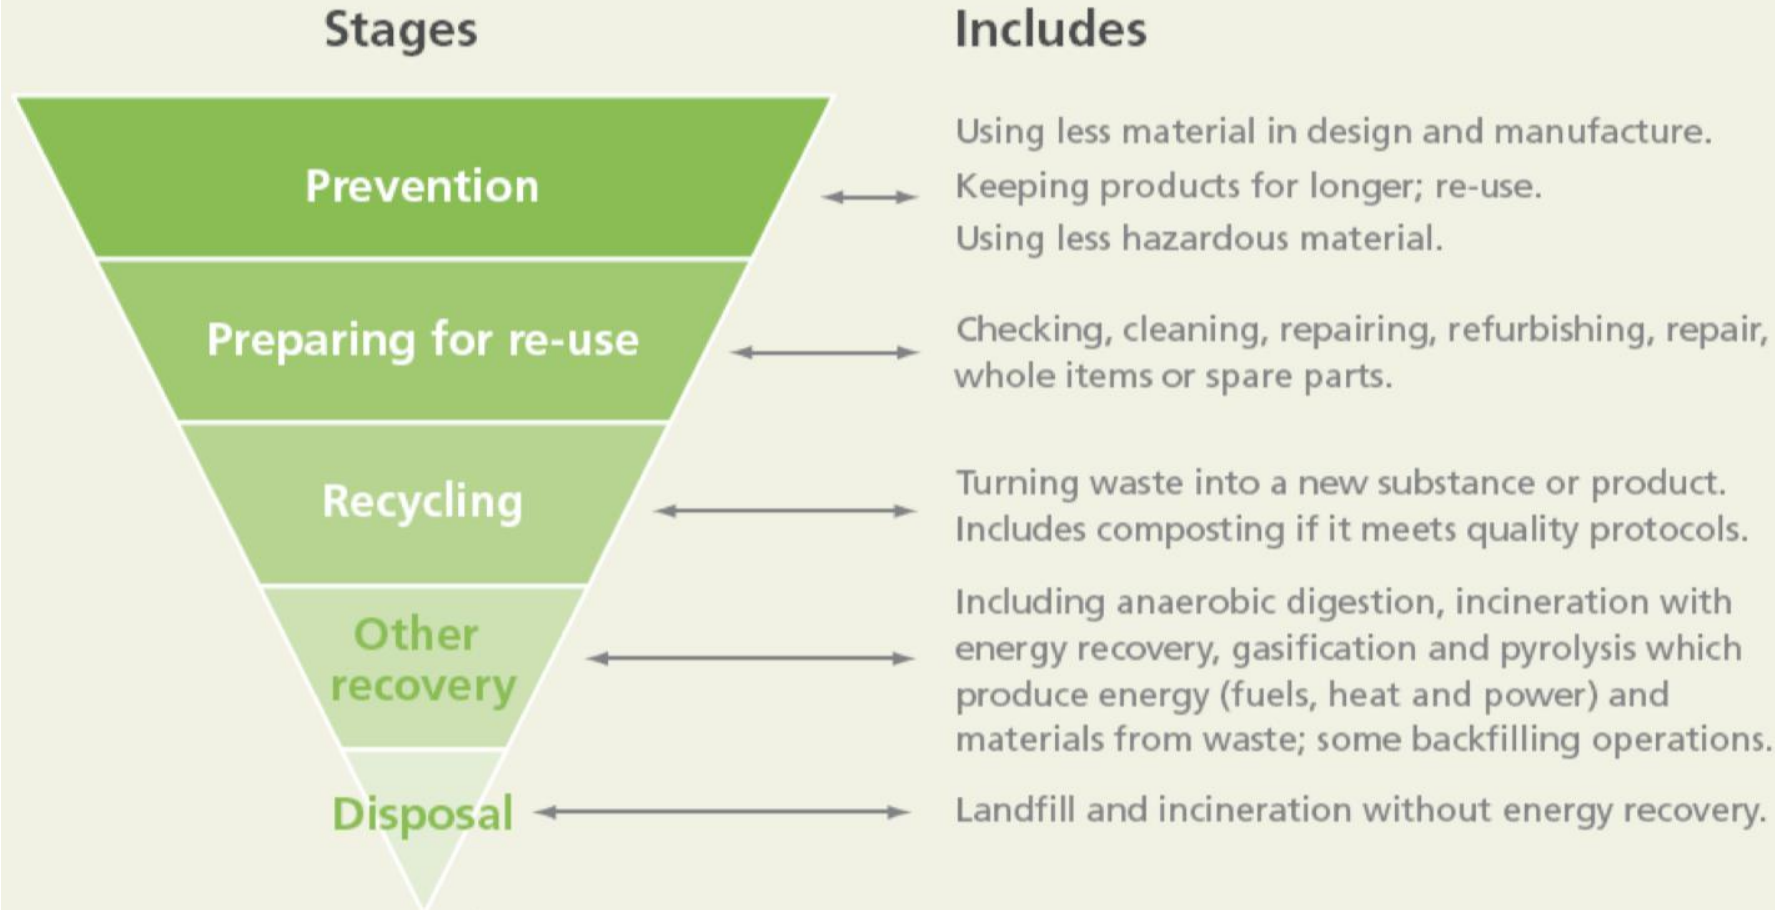 Stages
Includes
Prevention
Using less material in design and manufacture.
Keeping products for longer; re-use.
Using less hazardous material.
Preparing for re-use
Checking, cleaning, repairing, refurbishing, repair,
whole items or spare parts.
Recycling
Turning waste into a new substance or product.
Includes composting if it meets quality protocols.
Other
recovery
Including anaerobic digestion, incineration with
energy recovery, gasification and pyrolysis which
produce energy (fuels, heat and power) and
materials from waste; some backfilling operations.
Disposal
Landfill and incineration without energy recovery.